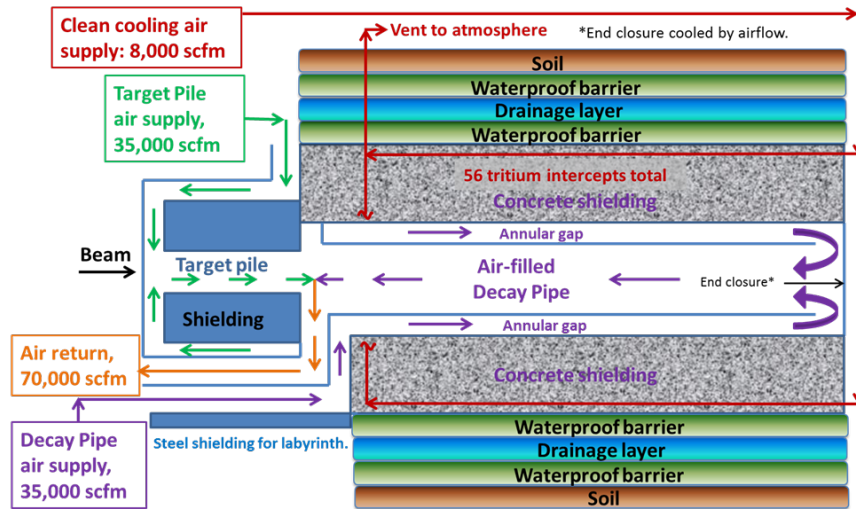 Clean cooling air
supply: 8,000 scfm
Vent to atmosphere
*End closure cooled by airflow.
Soil
Waterproof barrier
Drainage layer
Waterproof barrier
Target Pile
air supply,
35,000 scfm
56 tritium intercepts total
Concrete shielding
Annular gap
Beam
Target pile
Air-filled
Decay Pipe
End closure*
Shielding
Annular gap
Air return,
70,000 scfm
Concrete shielding
Decay Pipe
air supply,
35,000 scfm
Steel shielding for labyrinth.
Waterproof barrier
Drainage layer
Waterproof barrier
Soil